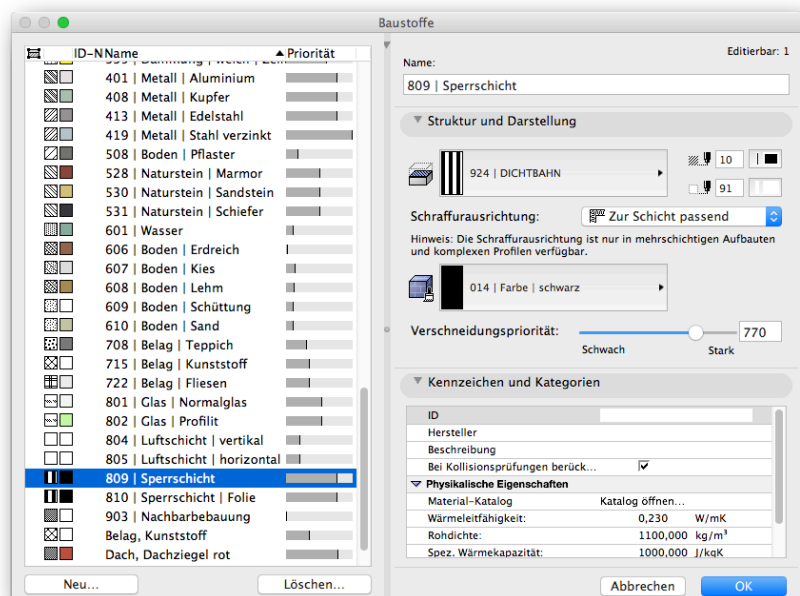 Baustoffe
ID-N Name Priorität
401 | Metall | Aluminium
408 | Metall | Kupfer
413 | Metall | Edelstahl
419 | Metall | Stahl verzinkt
508 | Boden | Pflaster
528 | Naturstein | Marmor
530 | Naturstein | Sandstein
531 | Naturstein | Schiefer
601 | Wasser
606 | Boden | Erdreich
607 | Boden | Kies
608 | Boden | Lehm
609 | Boden | Schüttung
610 | Boden | Sand
708 | Belag | Teppich
715 | Belag | Kunststoff
722 | Belag | Fliesen
801 | Glas | Normalglas
802 | Glas | Profilit
804 | Luftschicht | vertikal
805 | Luftschicht | horizontal
809 | Sperrschicht
810 | Sperrschicht | Folie
903 | Nachbarbebauung
Belag, Kunststoff
Dach, Dachziegel rot
Neu... Löschen...
Editierbar: 1
Name:
809 | Sperrschicht
Struktur und Darstellung
924 | DICHTBAHN
10
91
Schraffurausrichtung: Zur Schicht passend
Hinweis: Die Schraffurausrichtung ist nur in mehrschichtigen Aufbauten
und komplexen Profilen verfügbar.
014 | Farbe | schwarz
Verschneidungspriorität: 770
Schwach Stark
Kennzeichen und Kategorien
ID
Hersteller
Beschreibung
Bei Kollisionsprüfungen berück...
Physikalische Eigenschaften
Material-Katalog Katalog öffnen...
Wärmeleitfähigkeit: 0,230 W/mK
Rohdichte: 1100,000 kg/m³
Spez. Wärmekapazität: 1000,000 J/kgK
Abbrechen OK